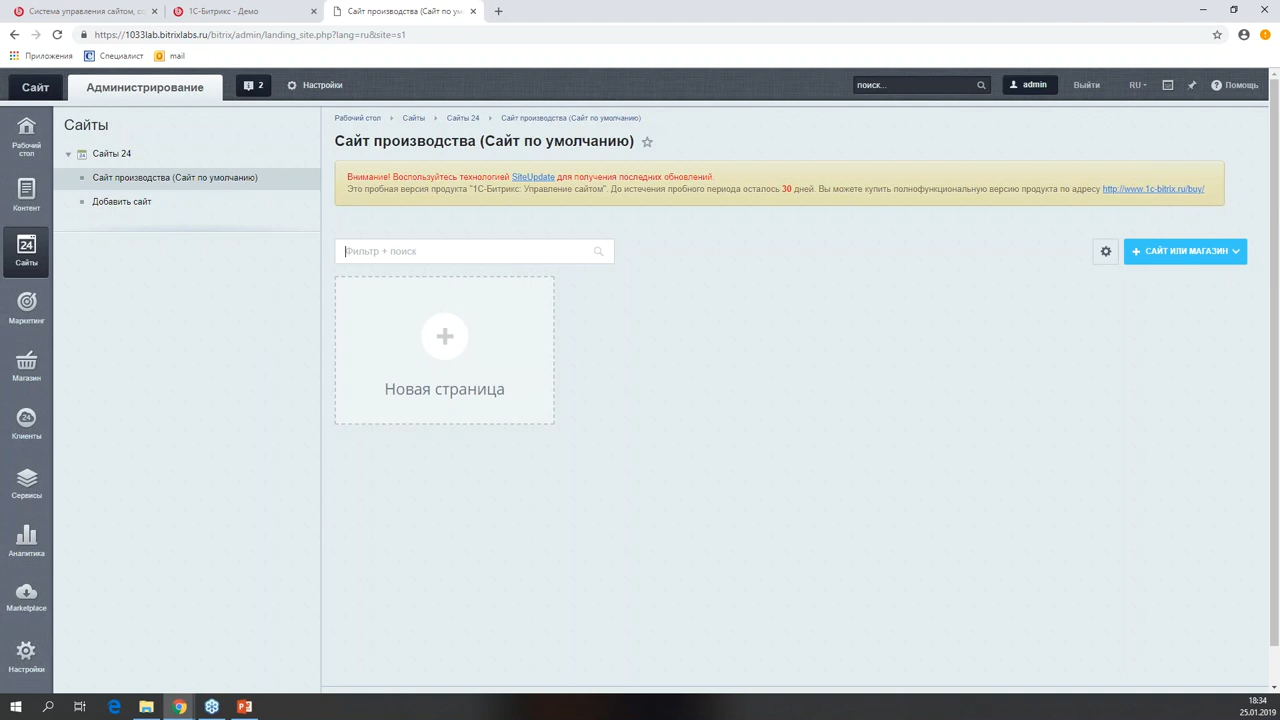 Система управления сайтом, со
1С-Битрикс - Демо
Сайт производства (Сайт по ум
https://1033lab.bitrixlabs.ru/bitrix/admin/landing_site.php?lang=ru&site=s1
Приложения
Специалист
mail
Сайт
Администрирование
2
Настройки
поиск...
admin
Выйти
RU
Помощь
Рабочий стол
Контент
24
Сайты
Маркетинг
Магазин
24
Клиенты
Сервисы
Аналитика
Marketplace
Настройки
Сайты
Сайты 24
Сайт производства (Сайт по умолчанию)
Добавить сайт
Рабочий стол Сайты Сайты 24 Сайт производства (Сайт по умолчанию)
Сайт производства (Сайт по умолчанию)
Внимание! Воспользуйтесь технологией SiteUpdate для получения последних обновлений.
Это пробная версия продукта "1С-Битрикс: Управление сайтом". До истечения пробного периода осталось 30 дней. Вы можете купить полнофункциональную версию продукта по адресу http://www.1c-bitrix.ru/buy/
Фильтр + поиск
САЙТ ИЛИ МАГАЗИН
Новая страница
18:34
25.01.2019